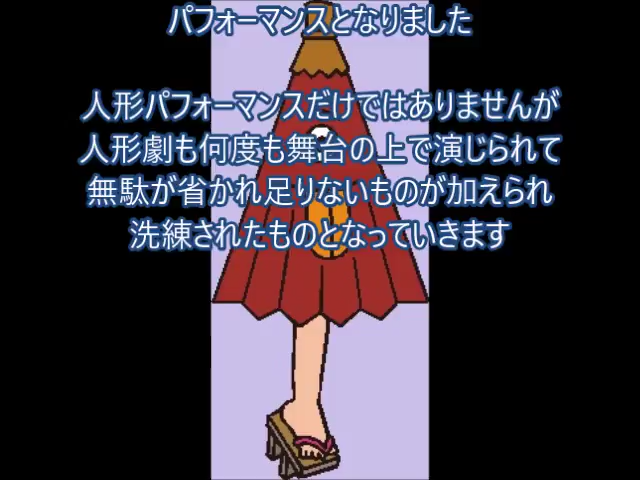 パフォーマンスとなりました
人形パフォーマンスだけではありませんが
人形劇も何度も舞台の上で演じられて
無駄が省かれ足りないものが加えられ
洗練されたものとなっていきます